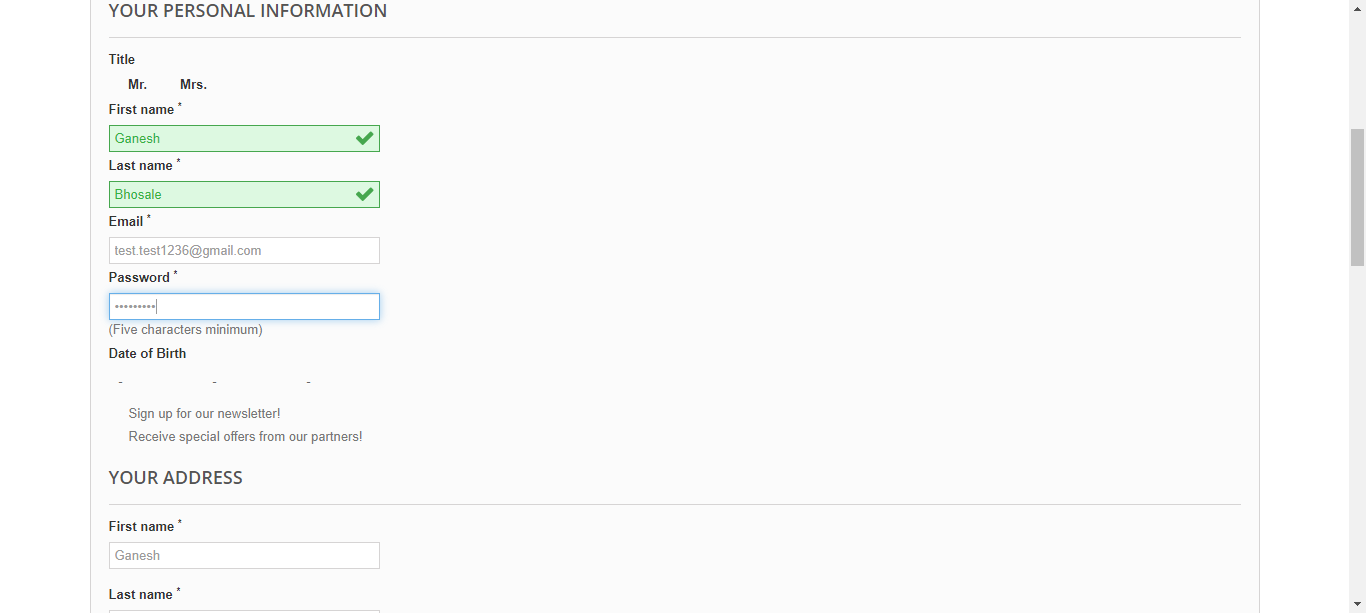 YOUR PERSONAL INFORMATION
Title
Mr. Mrs.
First name *
Ganesh
Last name *
Bhosale
Email *
test.test1236@gmail.com
Password *
•••••••••
(Five characters minimum)
Date of Birth
- - -
Sign up for our newsletter!
Receive special offers from our partners!
YOUR ADDRESS
First name *
Ganesh
Last name *